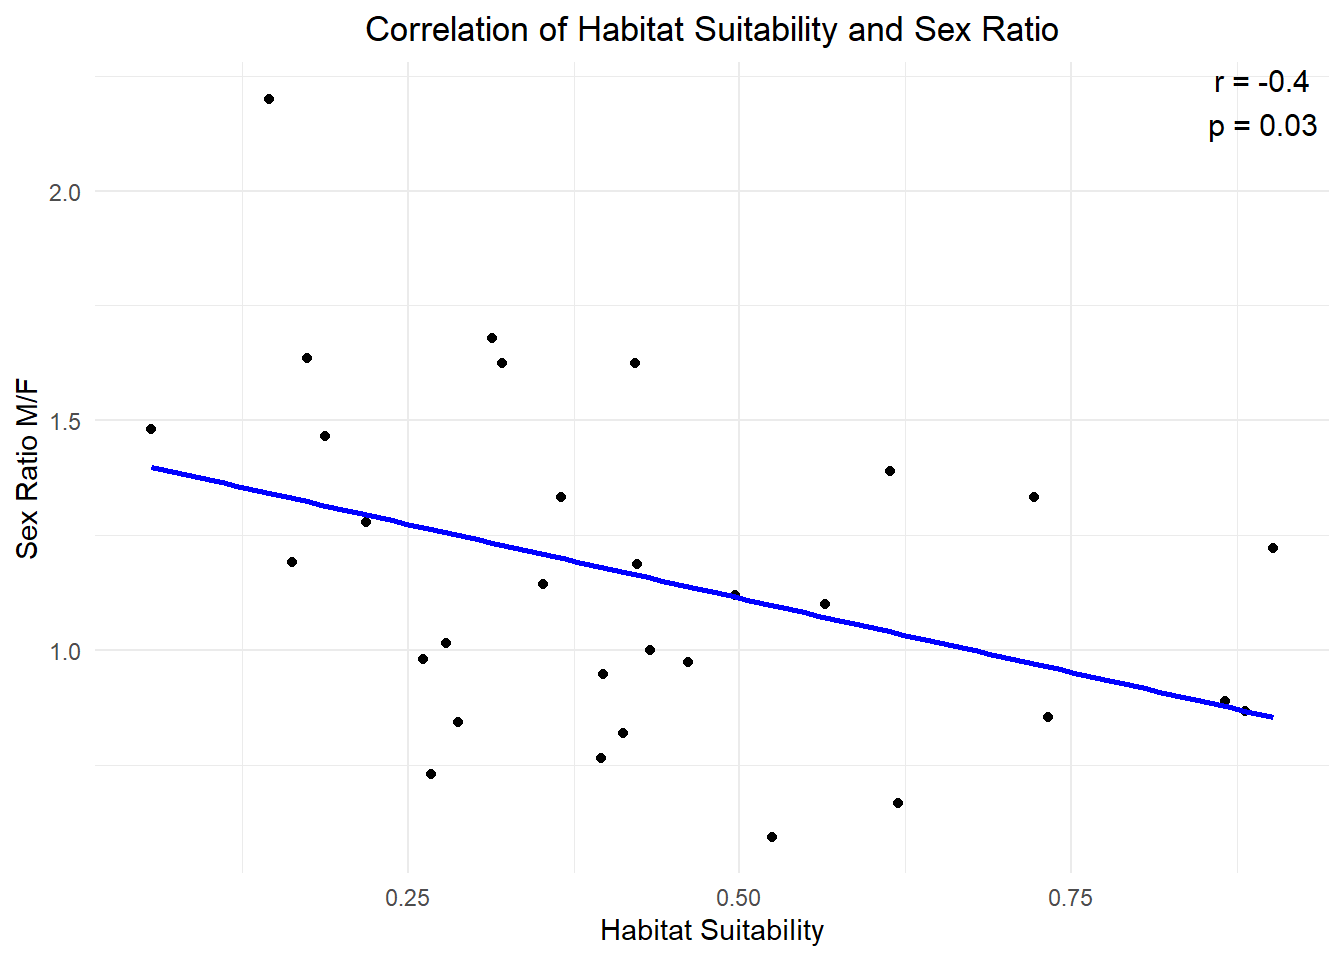 Correlation of Habitat Suitability and Sex Ratio
r = -0.4
p = 0.03
2.0
1.5
1.0
Sex Ratio M/F
0.25
0.50
0.75
Habitat Suitability